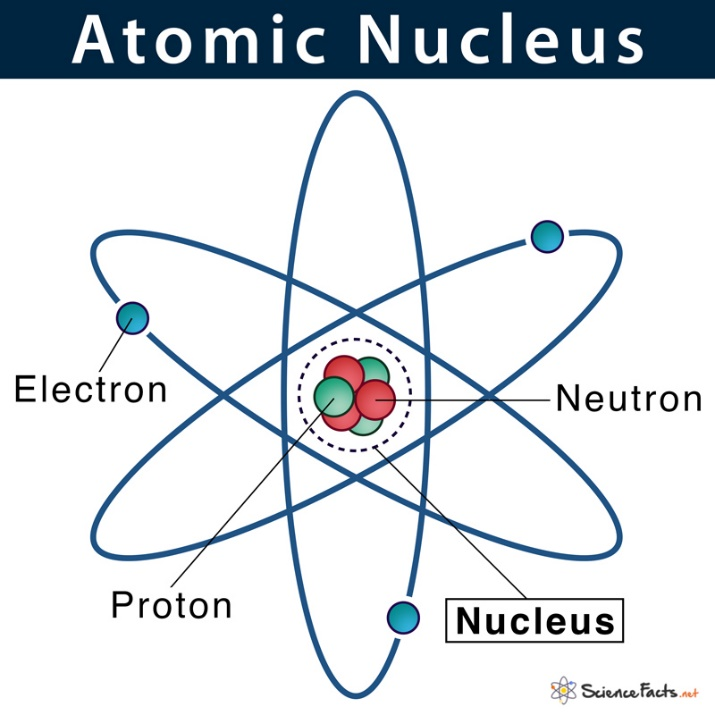 Atomic Nucleus
Electron
Neutron
Proton
Nucleus
ScienceFacts.net